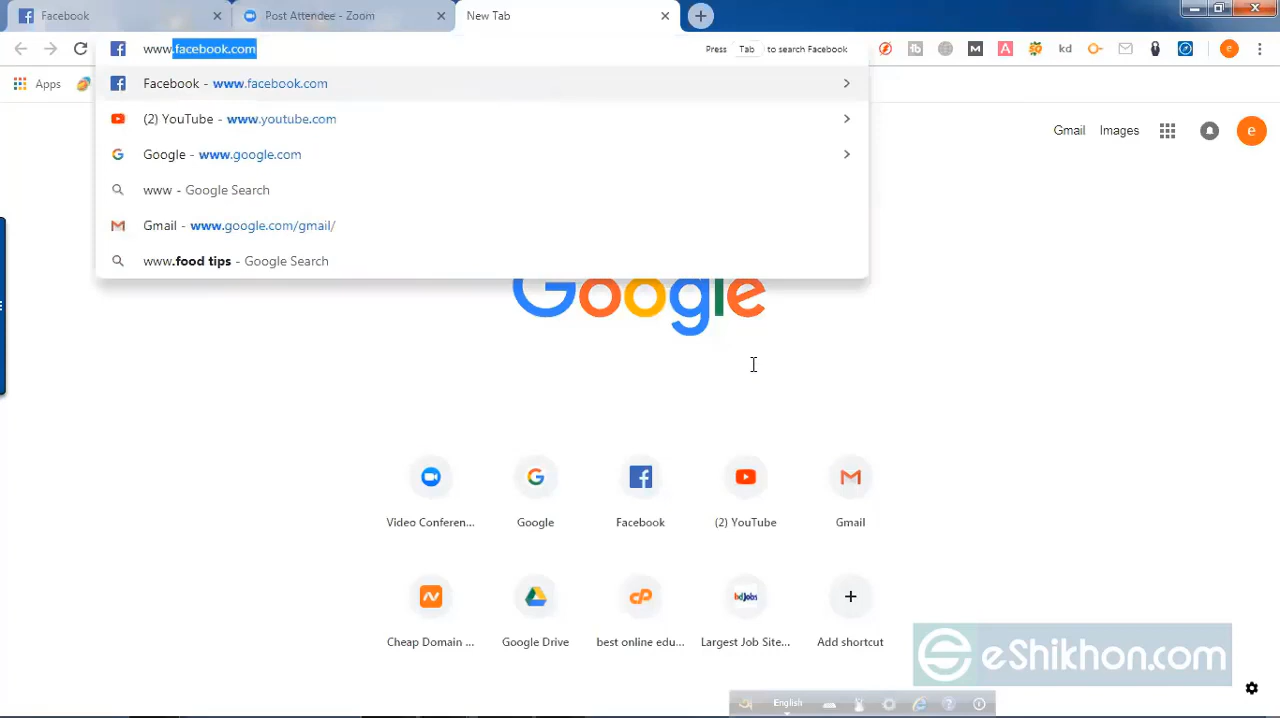 Facebook
Post Attendee - Zoom
New Tab
www.facebook.com
Press Tab to search Facebook
fb
M
A
kd
e
Apps
Facebook - www.facebook.com
(2) YouTube - www.youtube.com
Google - www.google.com
www - Google Search
Gmail - www.google.com/gmail/
www.food tips - Google Search
Gmail
Images
e
Google
Video Conferen...
Google
Facebook
(2) YouTube
Gmail
bdjobs
Cheap Domain ...
Google Drive
best online edu...
Largest Job Site...
Add shortcut
eShikhon.com
English